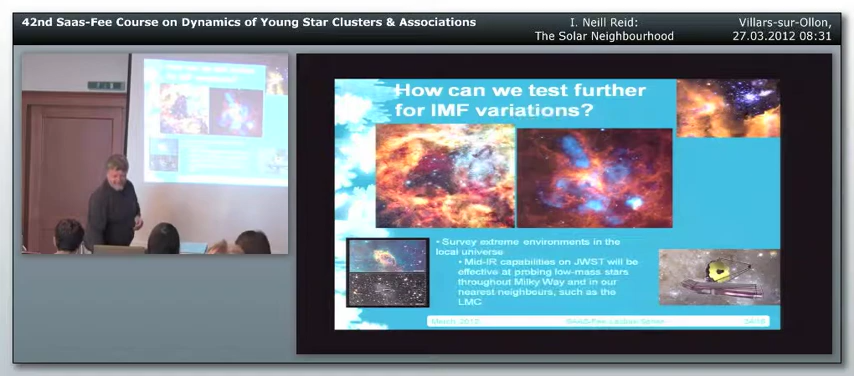 42nd Saas-Fee Course on Dynamics of Young Star Clusters & Associations
I. Neill Reid:
The Solar Neighbourhood
Villars-sur-Ollon,
27.03.2012 08:31
How can we test further
for IMF variations?
• Survey extreme environments in the
local universe
• Mid-IR capabilities on JWST will be
effective at probing low-mass stars
throughout Milky Way and in our
nearest neighbours, such as the
LMC
March, 2012